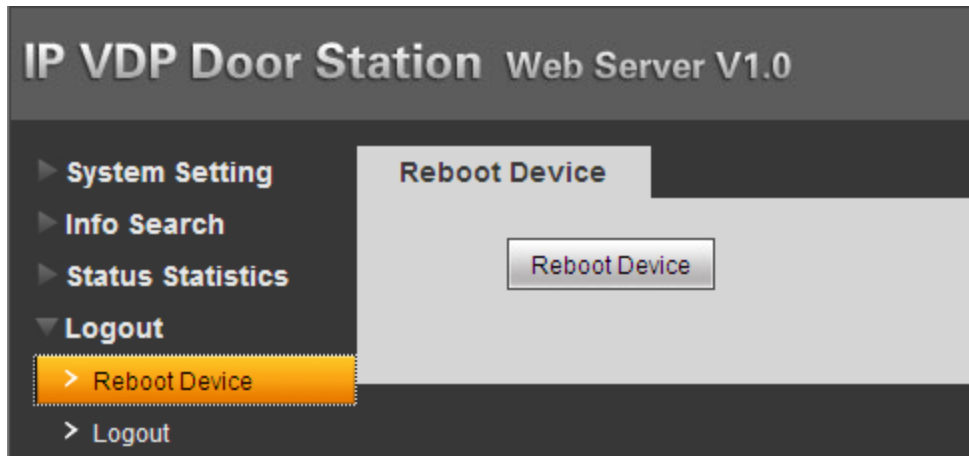 IP VDP Door Station Web Server V1.0
System Setting
Info Search
Status Statistics
Logout
Reboot Device
Logout
Reboot Device
Reboot Device